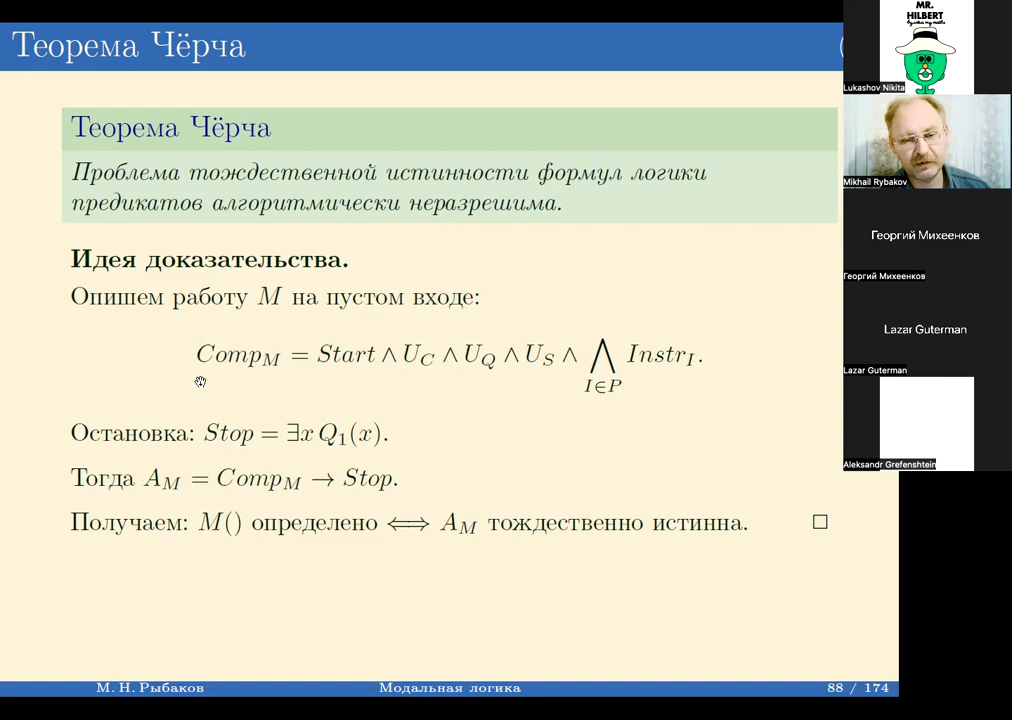 Теорема Чёрча
Теорема Чёрча
Проблема тождественной истинности формул логики
предикатов алгоритмически неразрешима.
Идея доказательства.
Опишем работу M на пустом входе:
Comp_M = Start ∧ U_C ∧ U_Q ∧ U_S ∧ ⋀_{I∈P} Instr_I.
Остановка: Stop = ∃x Q_1(x).
Тогда A_M = Comp_M → Stop.
Получаем: M() определено ⟺ A_M тождественно истинна. □
М. Н. Рыбаков Модальная логика 88 / 174
MR.
HILBERT
Lukashov Nikita
Mikhail Rybakov
Георгий Михеенков
Георгий Михеенков
Lazar Guterman
Lazar Guterman
Aleksandr Grefenshtein